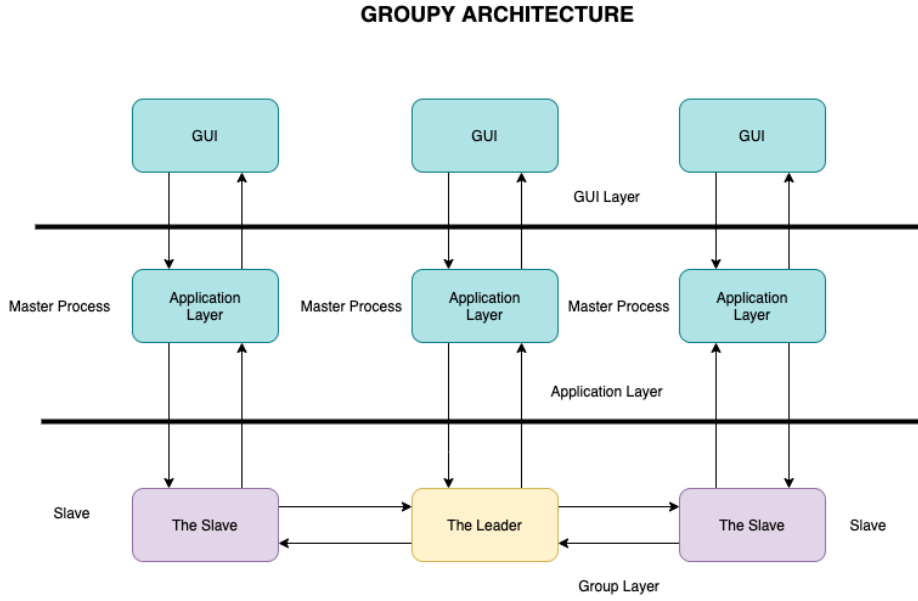 GROUPY ARCHITECTURE
GUI
GUI
GUI
GUI Layer
Master Process
Application
Layer
Master Process
Application
Layer
Master Process
Application
Layer
Application Layer
Slave
The Slave
The Leader
The Slave
Slave
Group Layer